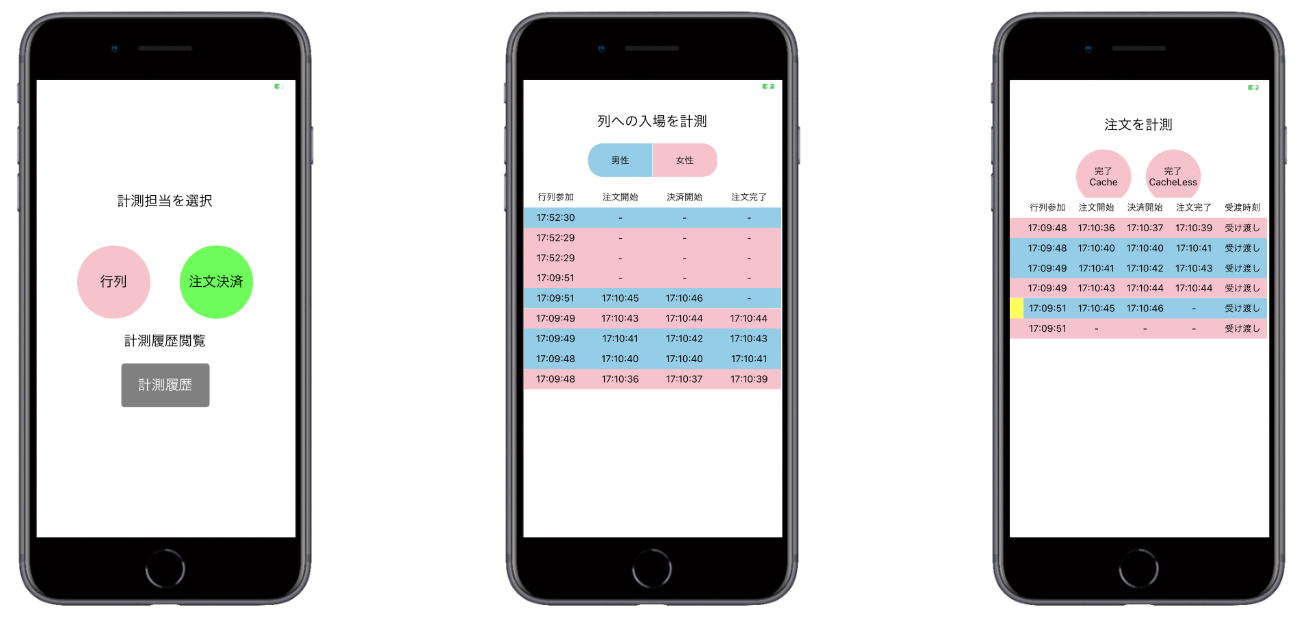 計測担当を選択
行列 注文決済
計測履歴閲覧
計測履歴
列への入場を計測
男性 女性
行列参加 注文開始 決済開始 注文完了
17:52:30 - - -
17:52:29 - - -
17:52:29 - - -
17:09:51 - - -
17:09:51 17:10:45 17:10:46 -
17:09:49 17:10:43 17:10:44 17:10:44
17:09:49 17:10:41 17:10:42 17:10:43
17:09:48 17:10:40 17:10:40 17:10:41
17:09:48 17:10:36 17:10:37 17:10:39
注文を計測
完了 Cache
完了 CacheLess
行列参加 注文開始 決済開始 注文完了 受渡時刻
17:09:48 17:10:36 17:10:37 17:10:39 受け渡し
17:09:48 17:10:40 17:10:40 17:10:41 受け渡し
17:09:49 17:10:41 17:10:42 17:10:43 受け渡し
17:09:49 17:10:43 17:10:44 17:10:44 受け渡し
17:09:51 17:10:45 17:10:46 - 受け渡し
17:09:51 - - - 受け渡し